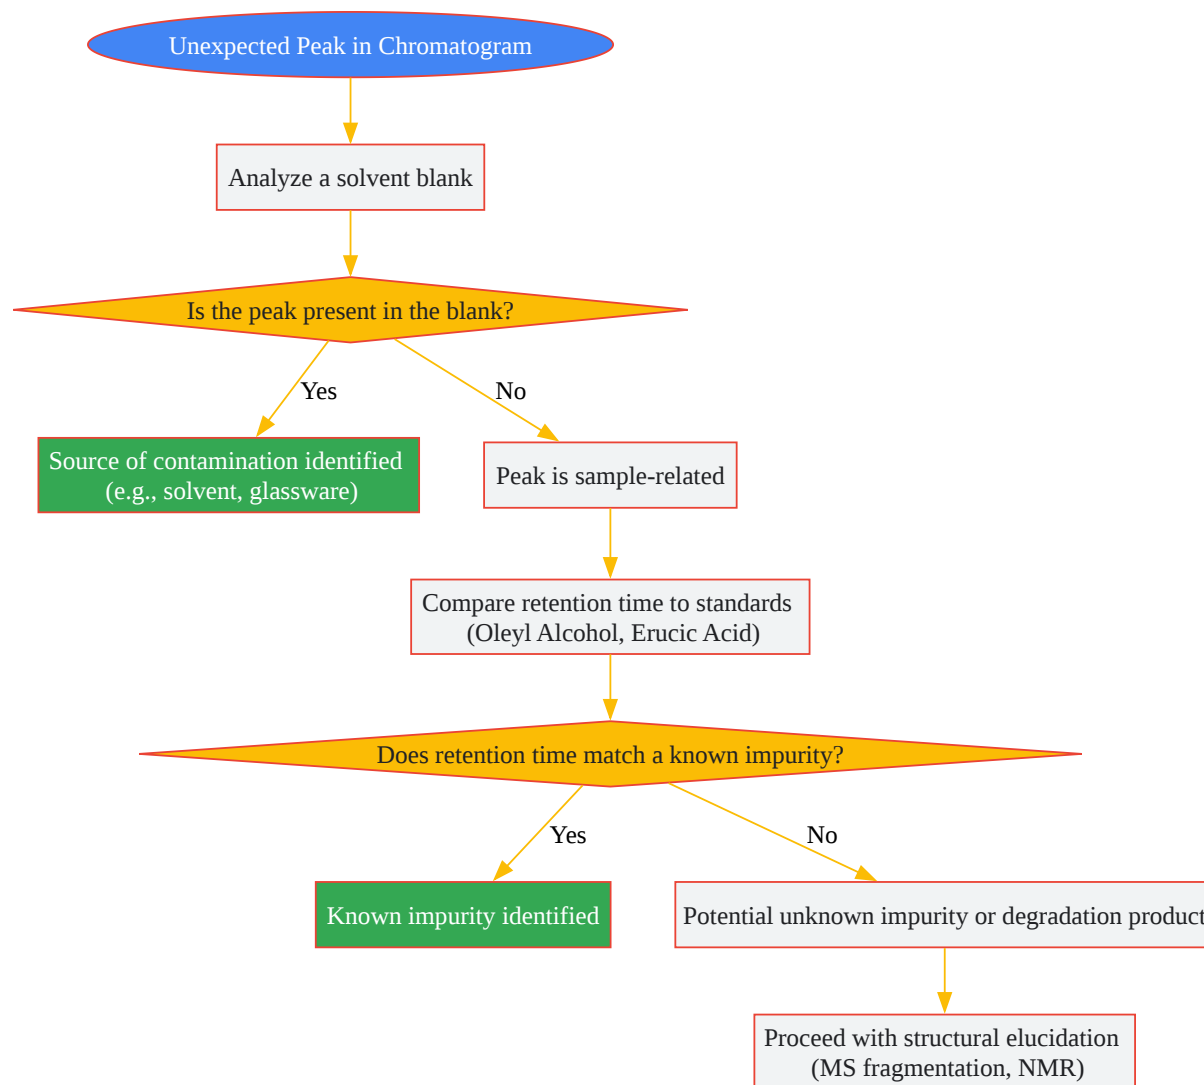 Unexpected Peak in Chromatogram
Analyze a solvent blank
Is the peak present in the blank?
Yes
No
Source of contamination identified
(e.g., solvent, glassware)
Peak is sample-related
Compare retention time to standards
(Oleyl Alcohol, Erucic Acid)
Does retention time match a known impurity?
Yes
No
Known impurity identified
Potential unknown impurity or degradation product
Proceed with structural elucidation
(MS fragmentation, NMR)